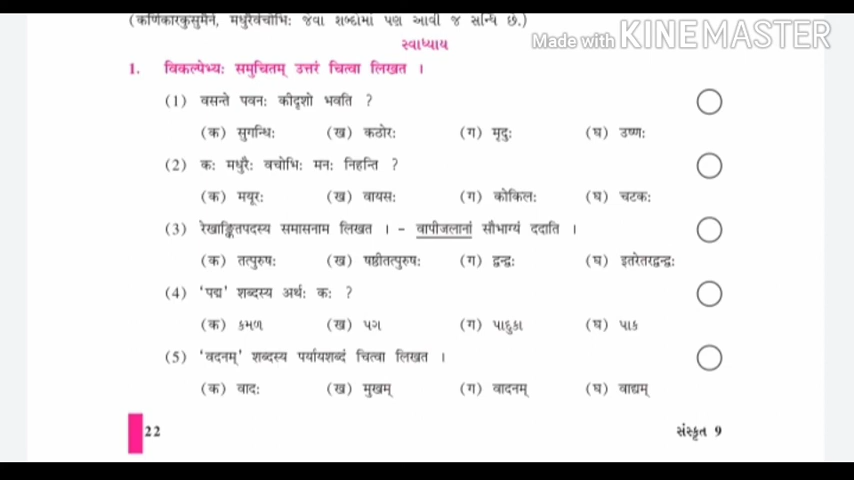 (कर्णिकारकुसुमैर्ने, मधुरैर्वचोभिः જેવા શબ્દોમાં પણ આવી જ સન્ધિ છે.)
Made with KINEMASTER
સ્વાધ્યાય
1. विकल्पेभ्यः समुचितम् उत्तरं चित्वा लिखत ।
(1) वसन्ते पवनः कीदृशो भवति ?
(क) सुगन्धिः (ख) कठोरः (ग) मृदुः (घ) उष्णः
(2) कः मधुरैः वचोभिः मनः निहन्ति ?
(क) मयूरः (ख) वायसः (ग) कोकिलः (घ) चटकः
(3) रेखाङ्कितपदस्य समासनाम लिखत । - वापीजलानां सौभाग्यं ददाति ।
(क) तत्पुरुषः (ख) षष्ठीतत्पुरुषः (ग) द्वन्द्वः (घ) इतरेतरद्वन्द्वः
(4) 'पद्म' शब्दस्य अर्थः कः ?
(क) કમળ (ख) પગ (ग) પાદુકા (घ) પાક
(5) 'वदनम्' शब्दस्य पर्यायशब्दं चित्वा लिखत ।
(क) वादः (ख) मुखम् (ग) वादनम् (घ) वाद्यम्
22
સંસ્કૃત 9